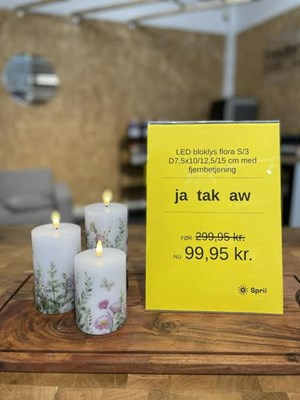 LED bloklys flora S/3
D7,5x10/12,5/15 cm med
fjernbetjening
ja tak aw
FØR 299,95 kr.
NU 99,95 kr.
Sprii